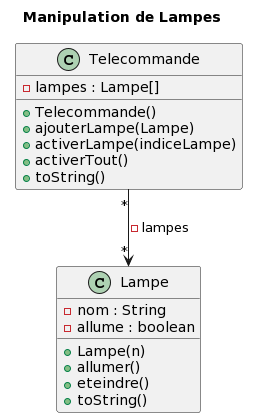 Manipulation de Lampes
C Telecommande
lampes : Lampe[]
Telecommande()
ajouterLampe(Lampe)
activerLampe(indiceLampe)
activerTout()
toString()
*
lampes
*
C Lampe
nom : String
allume : boolean
Lampe(n)
allumer()
eteindre()
toString()